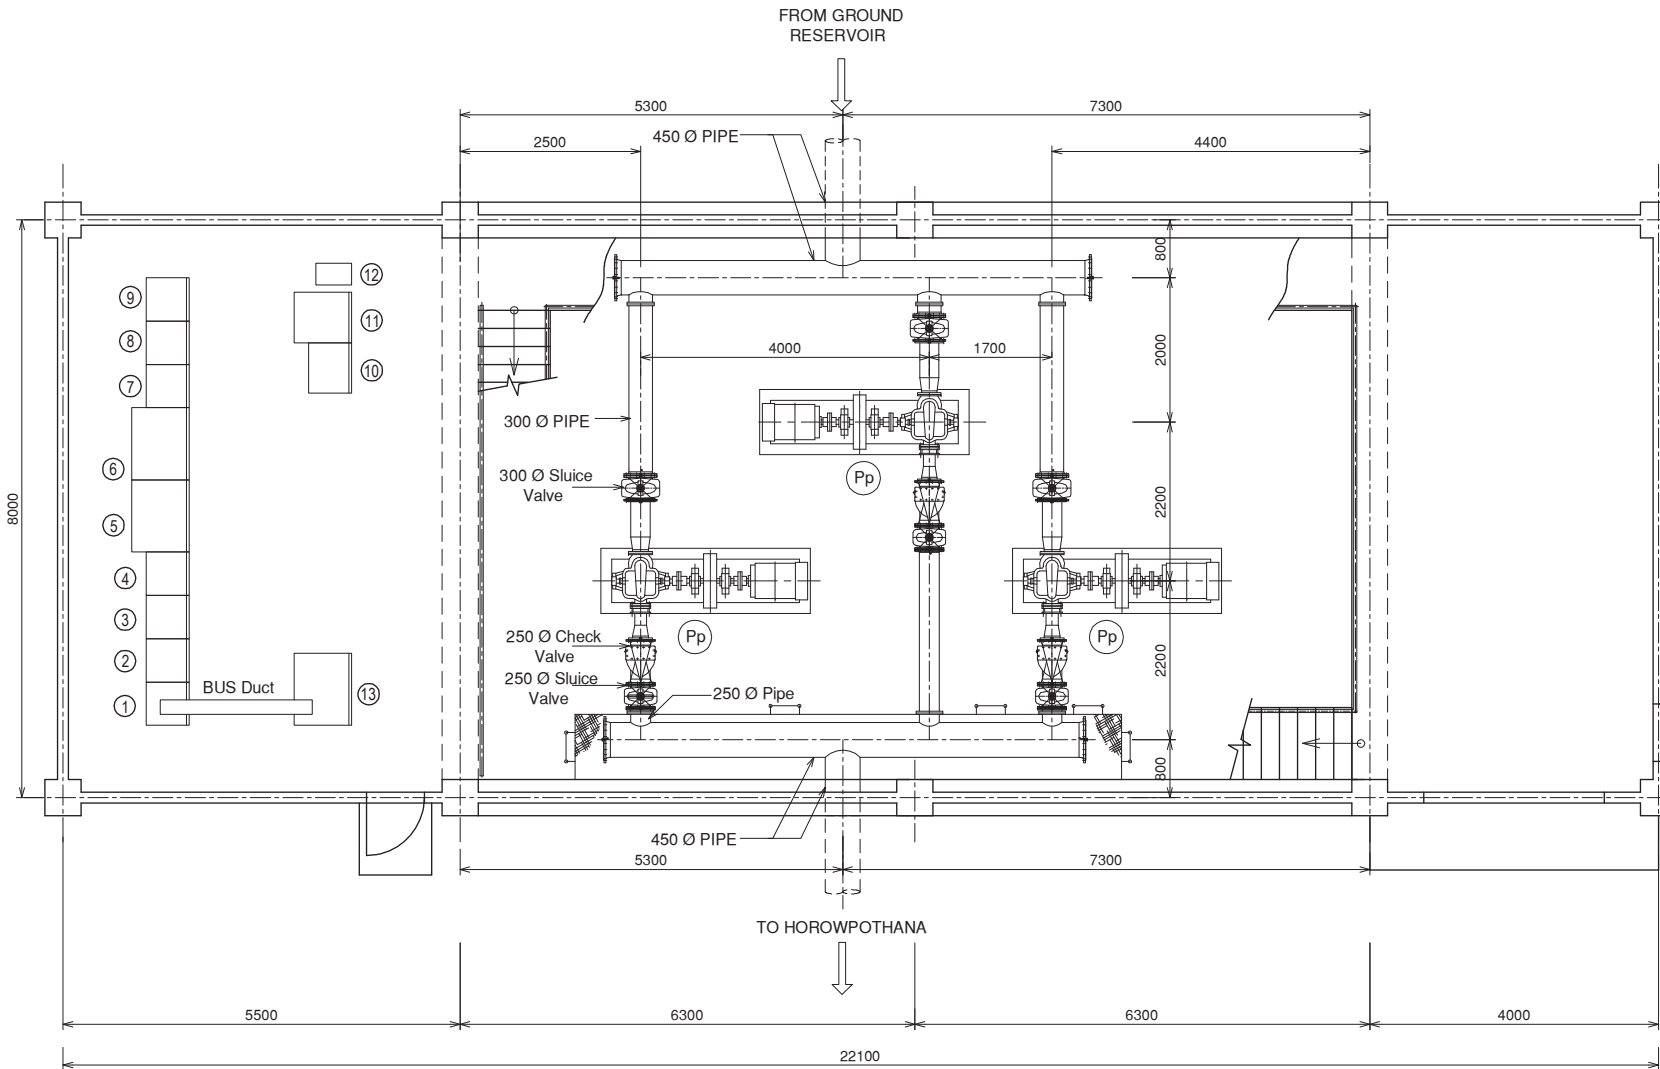 FROM GROUND
RESERVOIR
5300
7300
450 Ø PIPE
2500
4400
800
12
9
11
8
4000
1700
2000
10
7
300 Ø PIPE
6
Pp
300 Ø Sluice
Valve
8000
2200
5
4
3
250 Ø Check
Valve
Pp
Pp
2
2200
250 Ø Sluice
Valve
250 Ø Pipe
BUS Duct
13
1
800
450 Ø PIPE
5300
7300
TO HOROWPOTHANA
5500
6300
6300
4000
22100